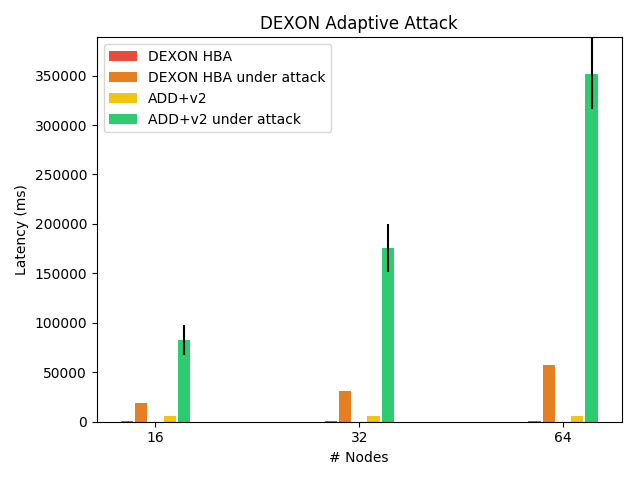 DEXON Adaptive Attack
DEXON HBA
DEXON HBA under attack
ADD+v2
ADD+v2 under attack
Latency (ms)
350000
300000
250000
200000
150000
100000
50000
0
16
32
64
# Nodes